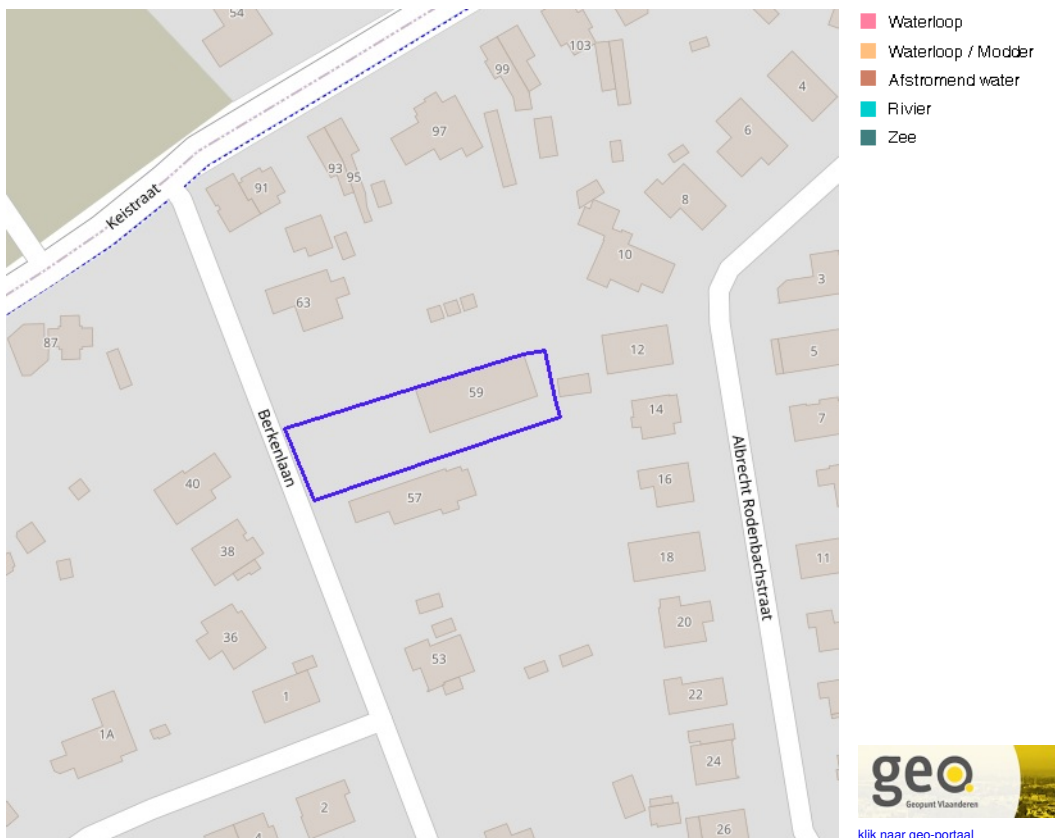 54
103
99
97
4
6
93
95
91
Keistraat
8
10
63
3
87
12
5
59
14
7
Berkenlaan
Albrecht Rodenbachstraat
40
57
16
38
18
11
36
20
53
1
22
1A
24
2
4
26
Waterloop
Waterloop / Modder
Afstromend water
Rivier
Zee
geo.
Geopunt Vlaanderen
klik naar geo-portaal